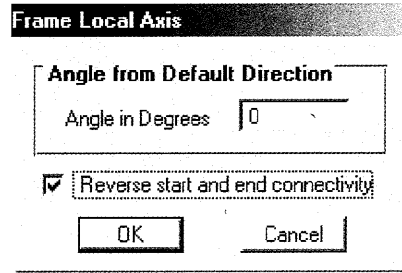 Frame Local Axis
Angle from Default Direction
Angle in Degrees 0
Reverse start and end connectivity
OK Cancel